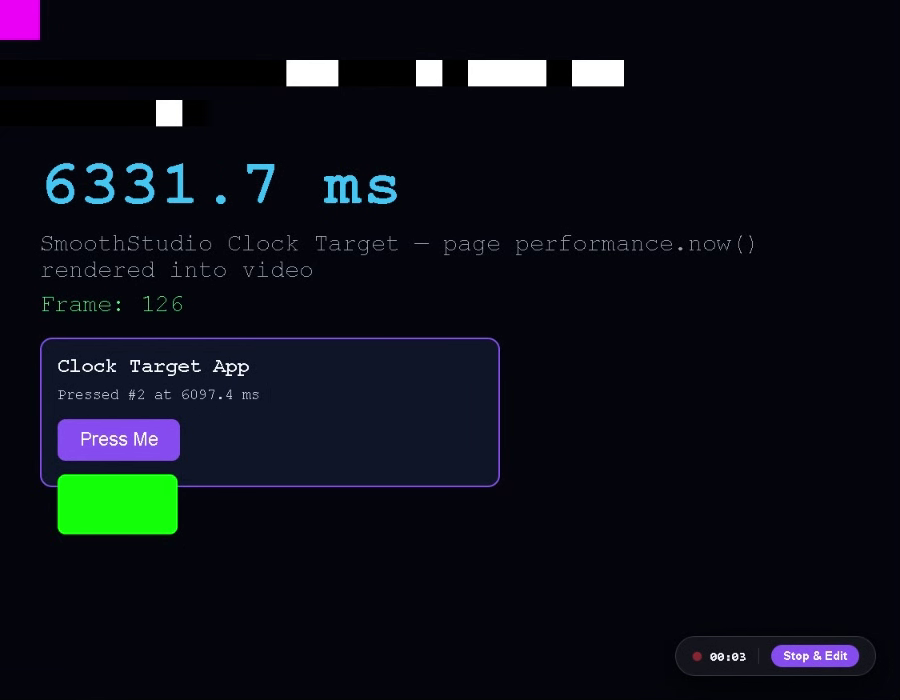 6331.7 ms
SmoothStudio Clock Target — page performance.now()
rendered into video
Frame: 126
Clock Target App
Pressed #2 at 6097.4 ms
Press Me
00:03
Stop & Edit